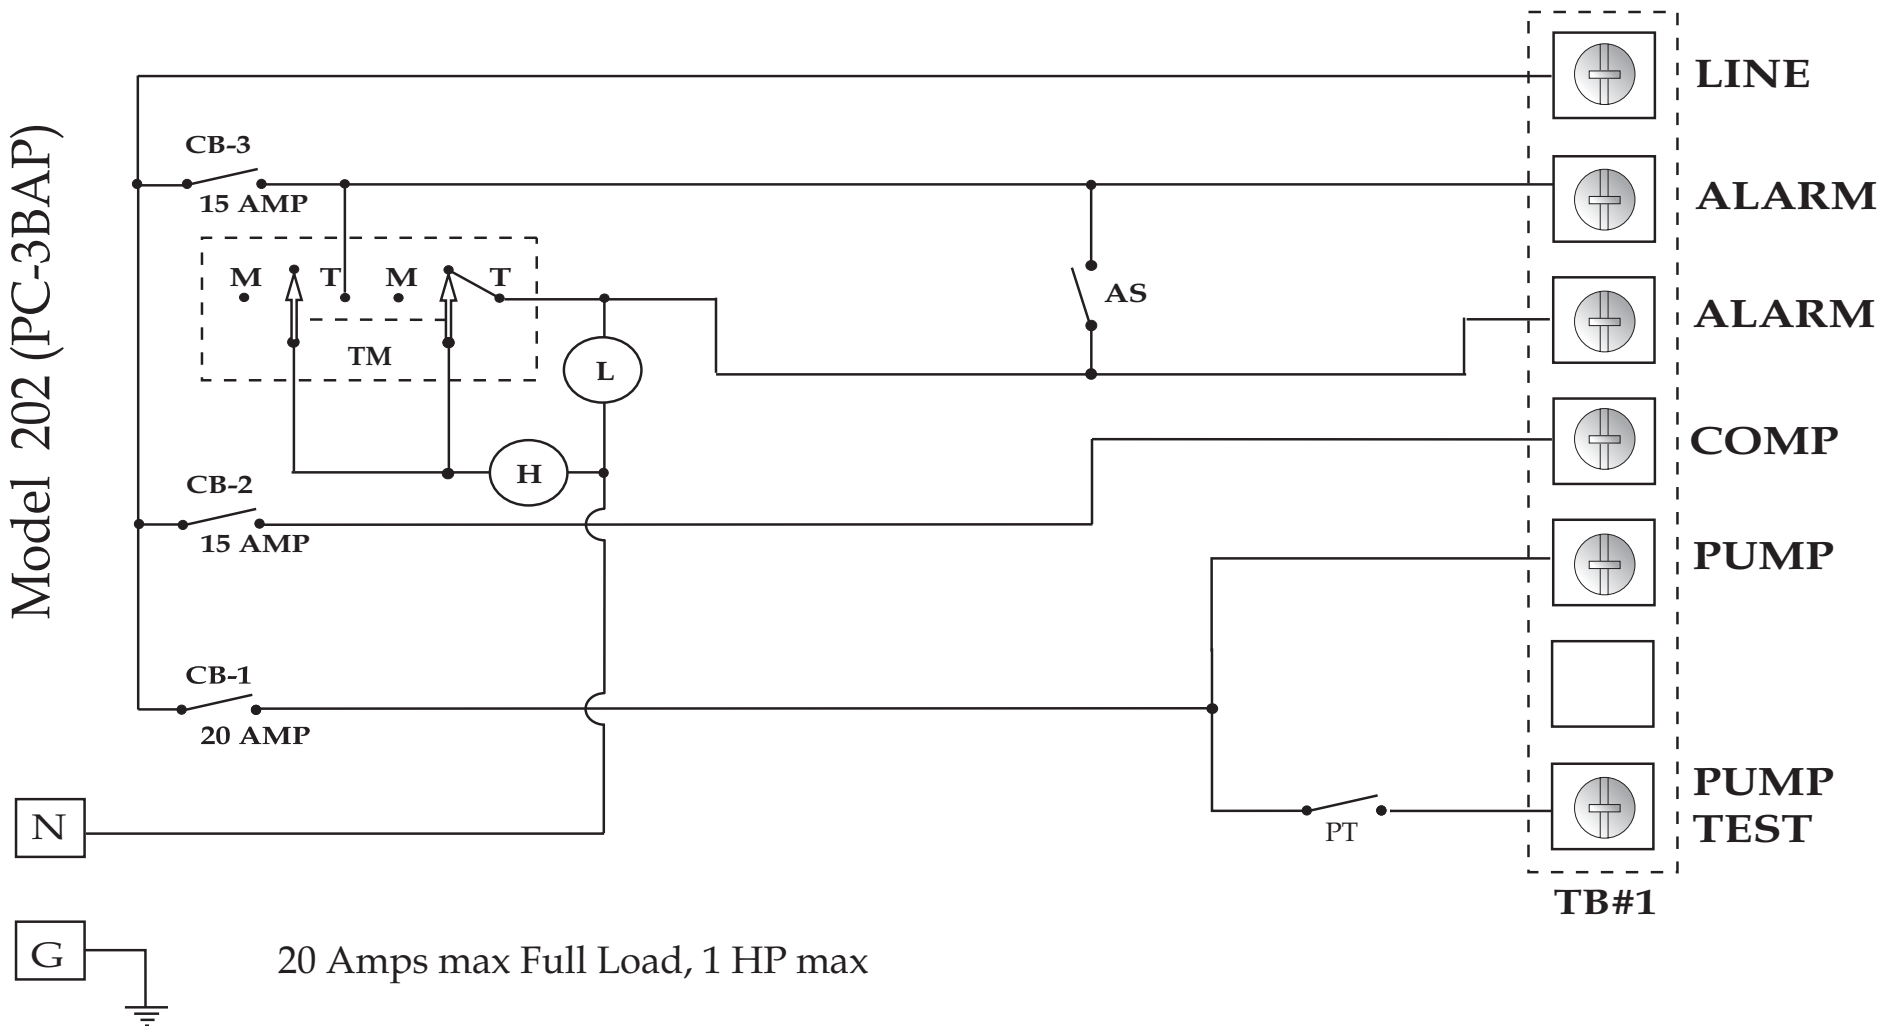 Model 202 (PC-3BAP)
LINE
CB-3
15 AMP
ALARM
M
T
M
T
TM
AS
ALARM
L
H
COMP
CB-2
15 AMP
PUMP
CB-1
20 AMP
PUMP
TEST
PT
N
TB#1
G
20 Amps max Full Load, 1 HP max